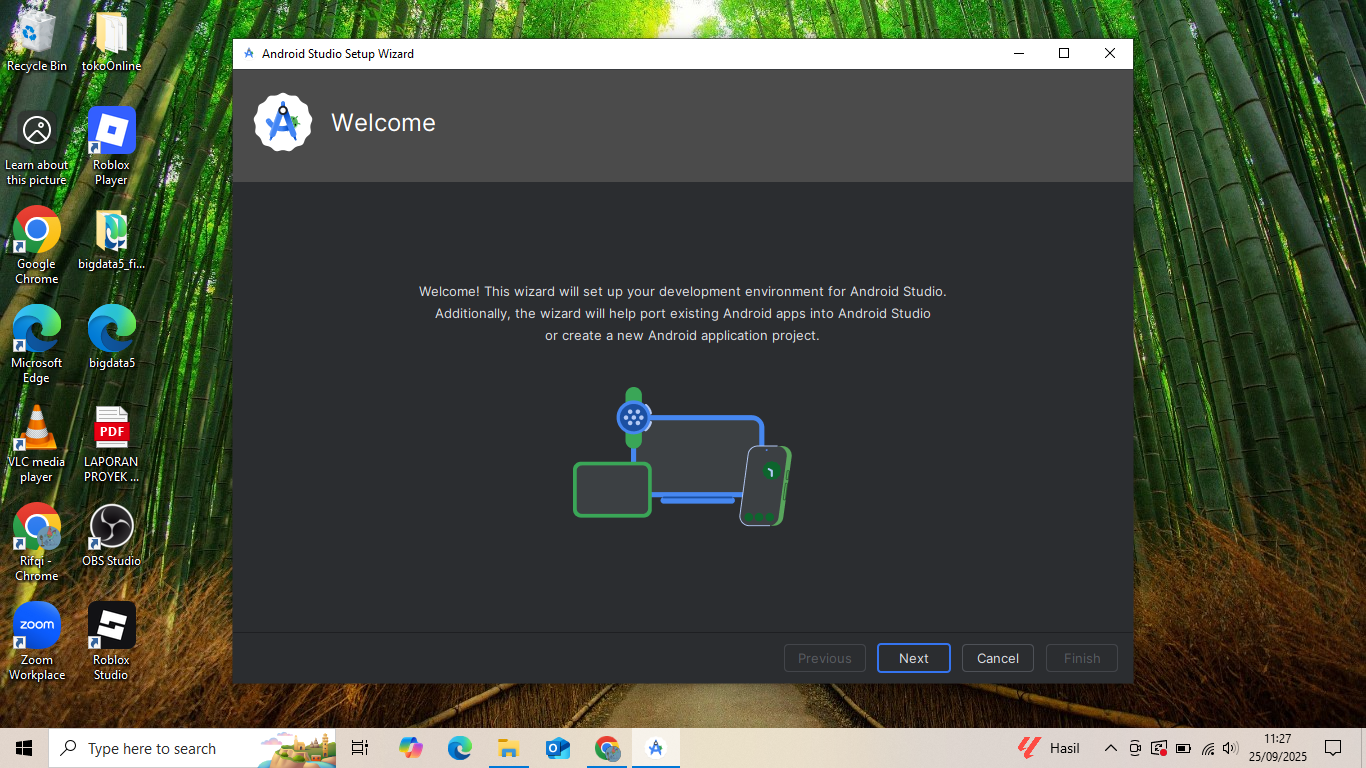 Recycle Bin
tokoOnline
Learn about
this picture
Roblox
Player
Google
Chrome
bigdata5_fi...
Microsoft
Edge
bigdata5
VLC media
player
PDF
LAPORAN
PROYEK ...
Rifqi -
Chrome
OBS Studio
zoom
Zoom
Workplace
Roblox
Studio
Android Studio Setup Wizard
Welcome
Welcome! This wizard will set up your development environment for Android Studio.
Additionally, the wizard will help port existing Android apps into Android Studio
or create a new Android application project.
Previous
Next
Cancel
Finish
Type here to search
Hasil
11:27
25/09/2025